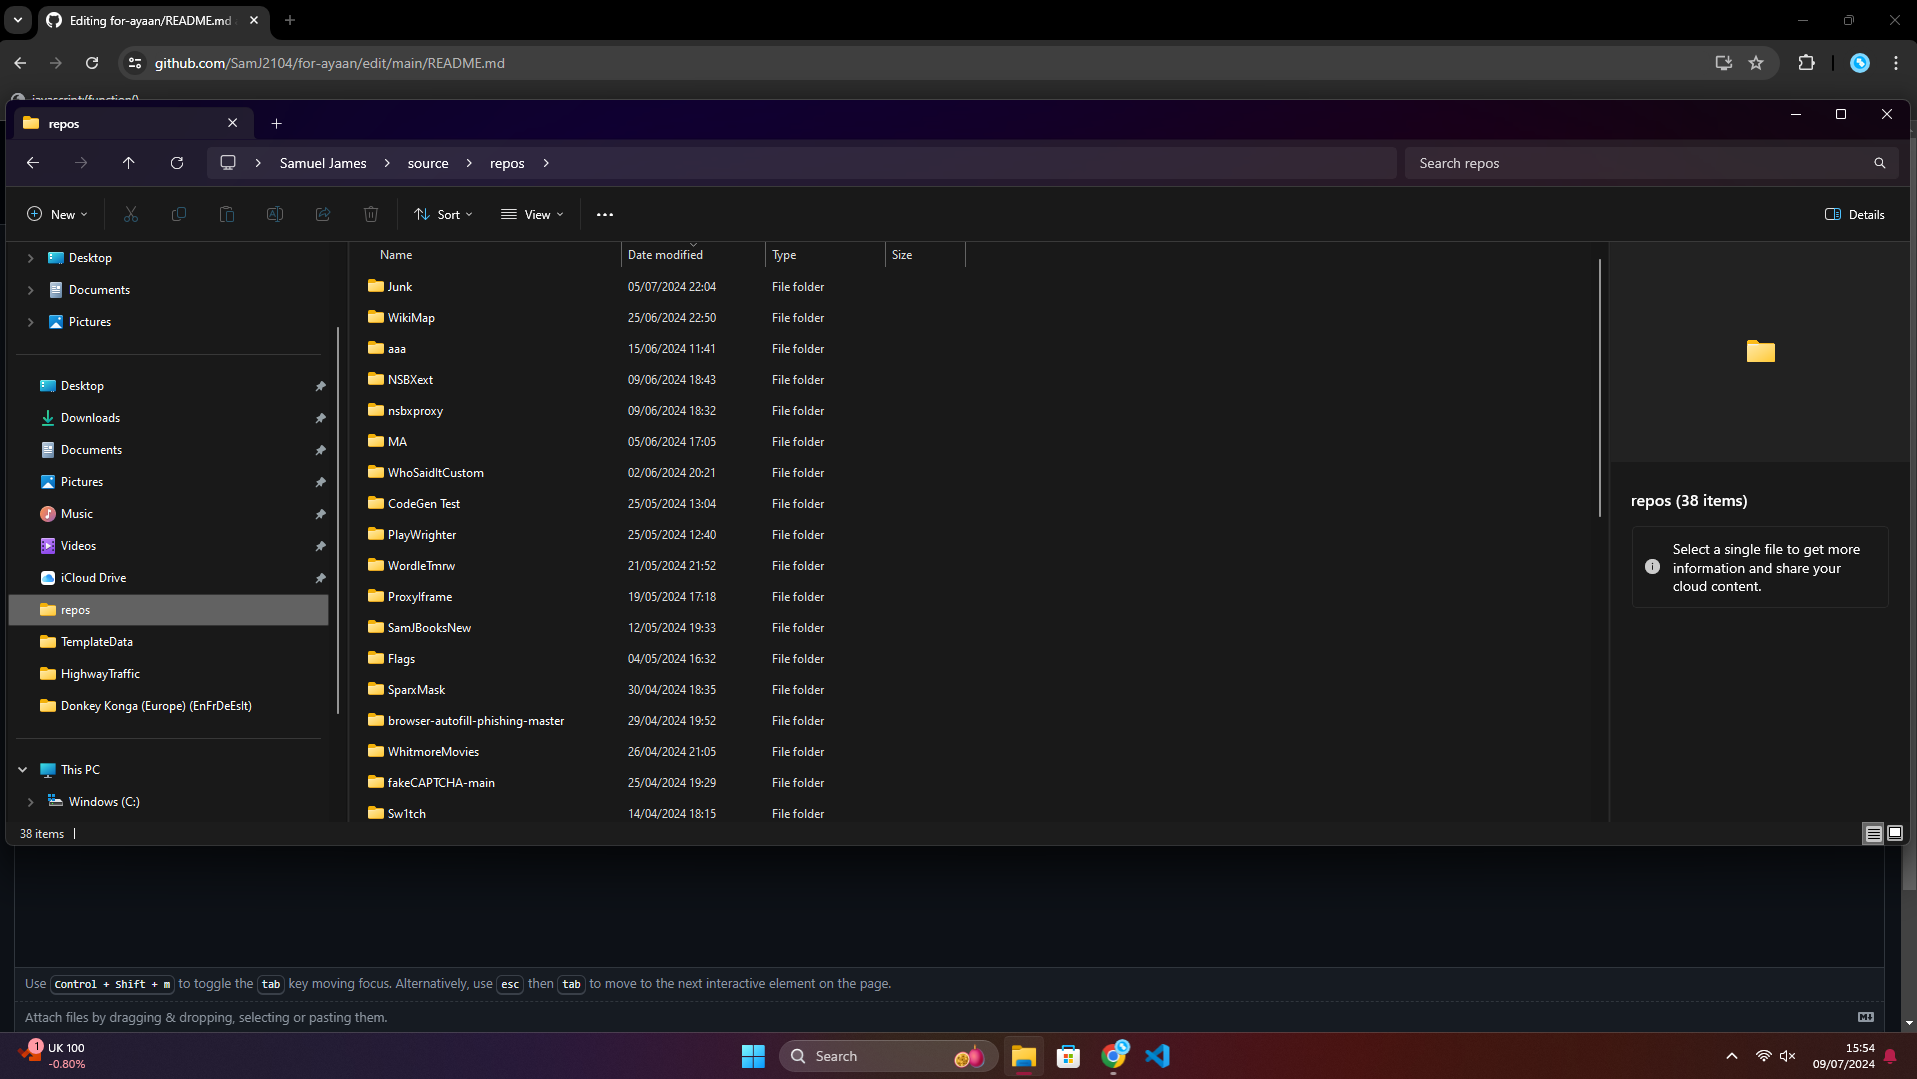 Editing for-ayaan/README.md
github.com/SamJ2104/for-ayaan/edit/main/README.md
javascript:(function()
repos
Samuel James > source > repos >
Search repos
New
Sort
View
Details
Name Date modified Type Size
Desktop
Documents
Pictures
Desktop
Downloads
Documents
Pictures
Music
Videos
iCloud Drive
repos
TemplateData
HighwayTraffic
Donkey Konga (Europe) (EnFrDeEsIt)
This PC
Windows (C:)
Junk 05/07/2024 22:04 File folder
WikiMap 25/06/2024 22:50 File folder
aaa 15/06/2024 11:41 File folder
NSBXext 09/06/2024 18:43 File folder
nsbxproxy 09/06/2024 18:32 File folder
MA 05/06/2024 17:05 File folder
WhoSaidItCustom 02/06/2024 20:21 File folder
CodeGen Test 25/05/2024 13:04 File folder
PlayWrighter 25/05/2024 12:40 File folder
WordleTmrw 21/05/2024 21:52 File folder
ProxyIframe 19/05/2024 17:18 File folder
SamJBooksNew 12/05/2024 19:33 File folder
Flags 04/05/2024 16:32 File folder
SparxMask 30/04/2024 18:35 File folder
browser-autofill-phishing-master 29/04/2024 19:52 File folder
WhitmoreMovies 26/04/2024 21:05 File folder
fakeCAPTCHA-main 25/04/2024 19:29 File folder
Sw1tch 14/04/2024 18:15 File folder
repos (38 items)
Select a single file to get more
information and share your
cloud content.
38 items
Use Control + Shift + m to toggle the tab key moving focus. Alternatively, use esc then tab to move to the next interactive element on the page.
Attach files by dragging & dropping, selecting or pasting them.
1
UK 100
-0.80%
Search
15:54
09/07/2024